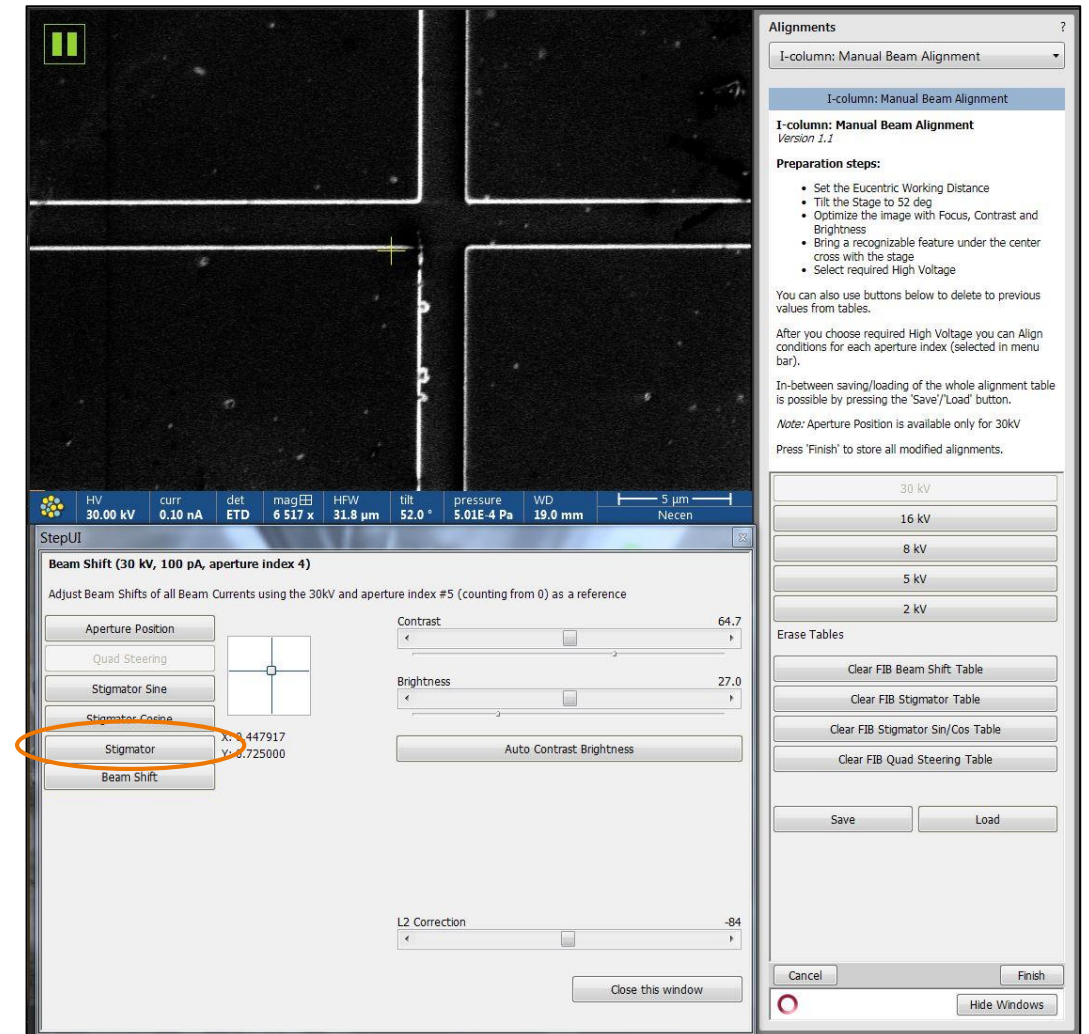 Alignments ?
I-column: Manual Beam Alignment
I-column: Manual Beam Alignment
I-column: Manual Beam Alignment
Version 1.1
Preparation steps:
• Set the Eucentric Working Distance
• Tilt the Stage to 52 deg
• Optimize the image with Focus, Contrast and
Brightness
• Bring a recognizable feature under the center
cross with the stage
• Select required High Voltage
You can also use buttons below to delete to previous
values from tables.
After you choose required High Voltage you can Align
conditions for each aperture index (selected in menu
bar).
In-between saving/loading of the whole alignment table
is possible by pressing the 'Save'/'Load' button.
Note: Aperture Position is available only for 30kV
Press 'Finish' to store all modified alignments.
30 kV
16 kV
8 kV
5 kV
2 kV
Erase Tables
Clear FIB Beam Shift Table
Clear FIB Stigmator Table
Clear FIB Stigmator Sin/Cos Table
Clear FIB Quad Steering Table
Save Load
Cancel Finish
Hide Windows
HV curr det mag HFW tilt pressure WD 5 µm
30.00 kV 0.10 nA ETD 6 517 x 31.8 µm 52.0 ° 5.01E-4 Pa 19.0 mm Necen
StepUI
Beam Shift (30 kV, 100 pA, aperture index 4)
Adjust Beam Shifts of all Beam Currents using the 30kV and aperture index #5 (counting from 0) as a reference
Aperture Position
Quad Steering
Stigmator Sine
Stigmator Cosine
Stigmator
Beam Shift
X: 0.447917
Y: 0.725000
Contrast 64.7
Brightness 27.0
Auto Contrast Brightness
L2 Correction -84
Close this window